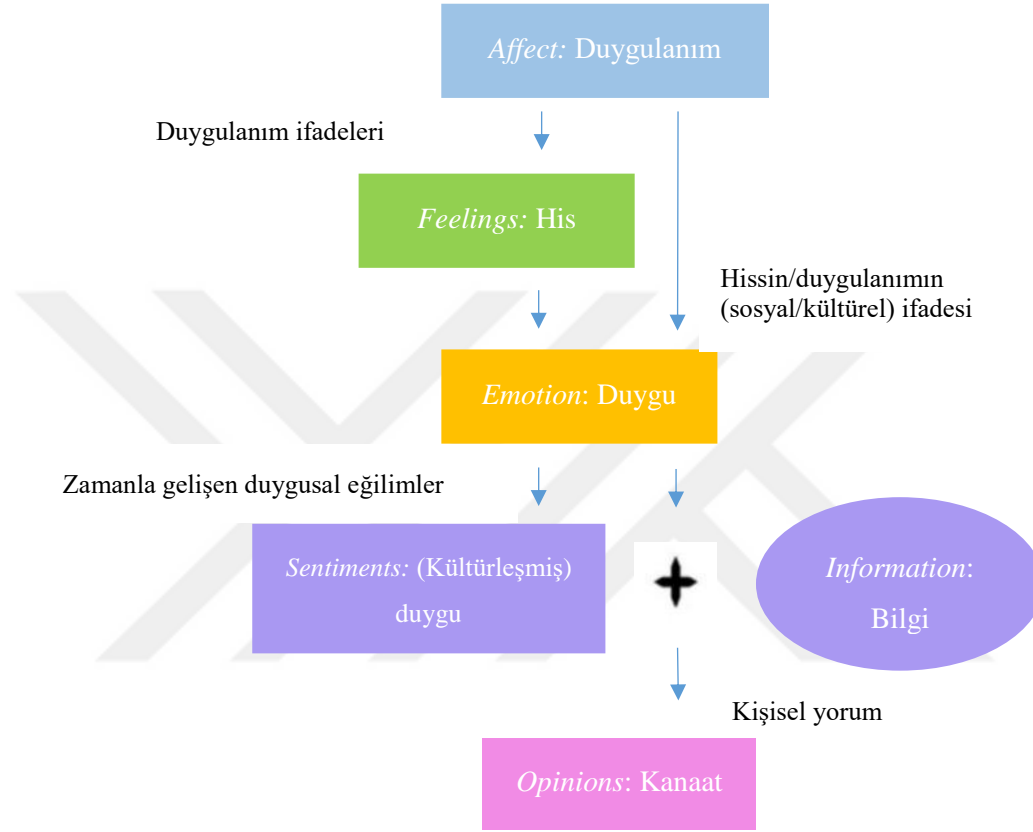 Affect: Duygulanım
Duygulanım ifadeleri
Feelings: His
Hissin/duygulanımın
(sosyal/kültürel) ifadesi
Emotion: Duygu
Zamanla gelişen duygusal eğilimler
Sentiments: (Kültürleşmiş)
duygu
Information:
Bilgi
Kişisel yorum
Opinions: Kanaat